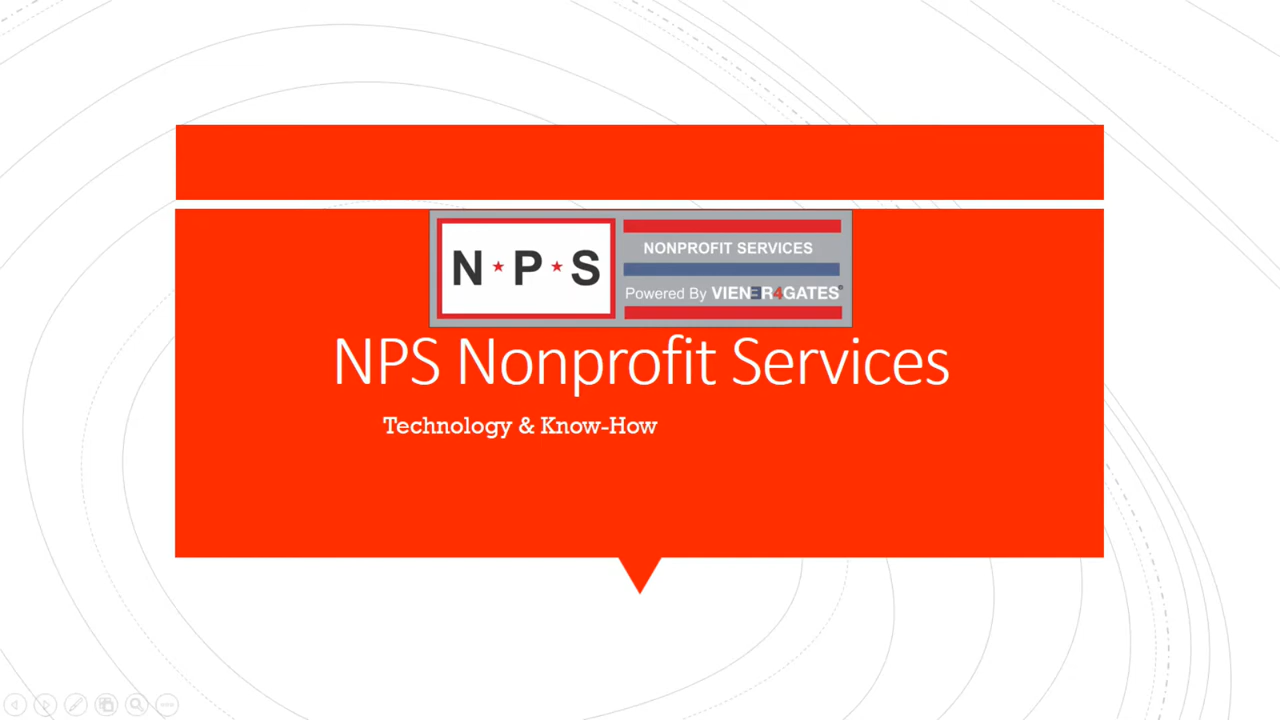 N★P★S
NONPROFIT SERVICES
Powered By VIENER4GATES©
NPS Nonprofit Services
Technology & Know-How